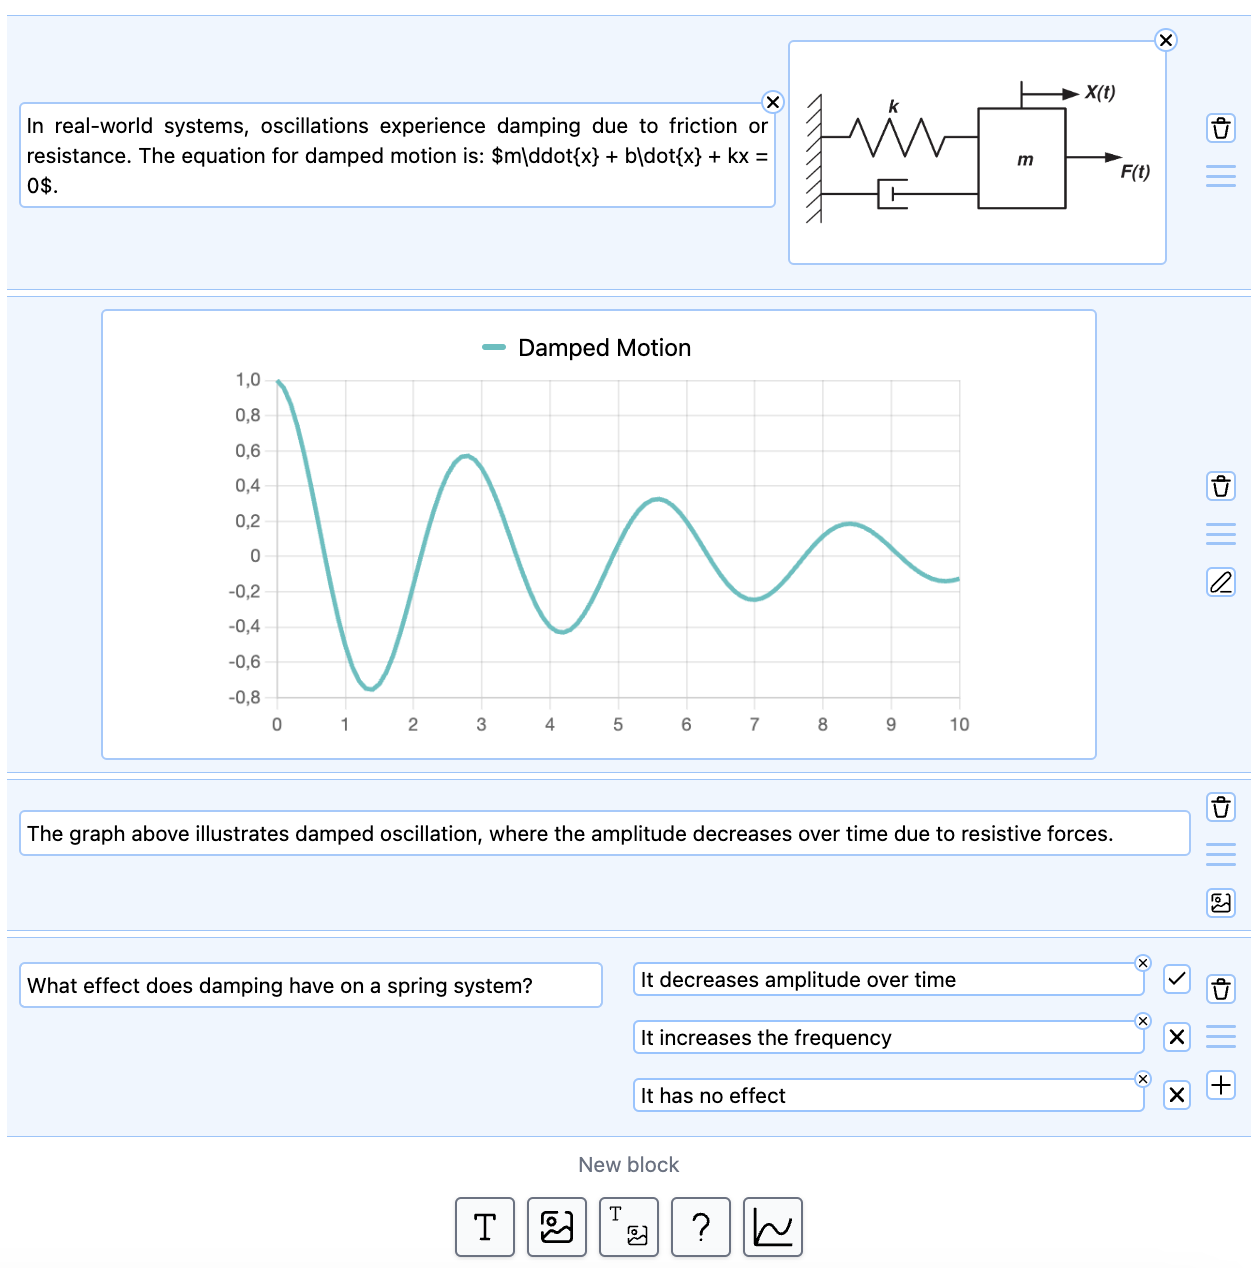 In real-world systems, oscillations experience damping due to friction or
resistance. The equation for damped motion is: $m\ddot{x} + b\dot{x} + kx =
0$.
k
X(t)
m
F(t)
Damped Motion
1,0
0,8
0,6
0,4
0,2
0
-0,2
-0,4
-0,6
-0,8
0 1 2 3 4 5 6 7 8 9 10
The graph above illustrates damped oscillation, where the amplitude decreases over time due to resistive forces.
What effect does damping have on a spring system?
It decreases amplitude over time
It increases the frequency
It has no effect
New block
T
T
?